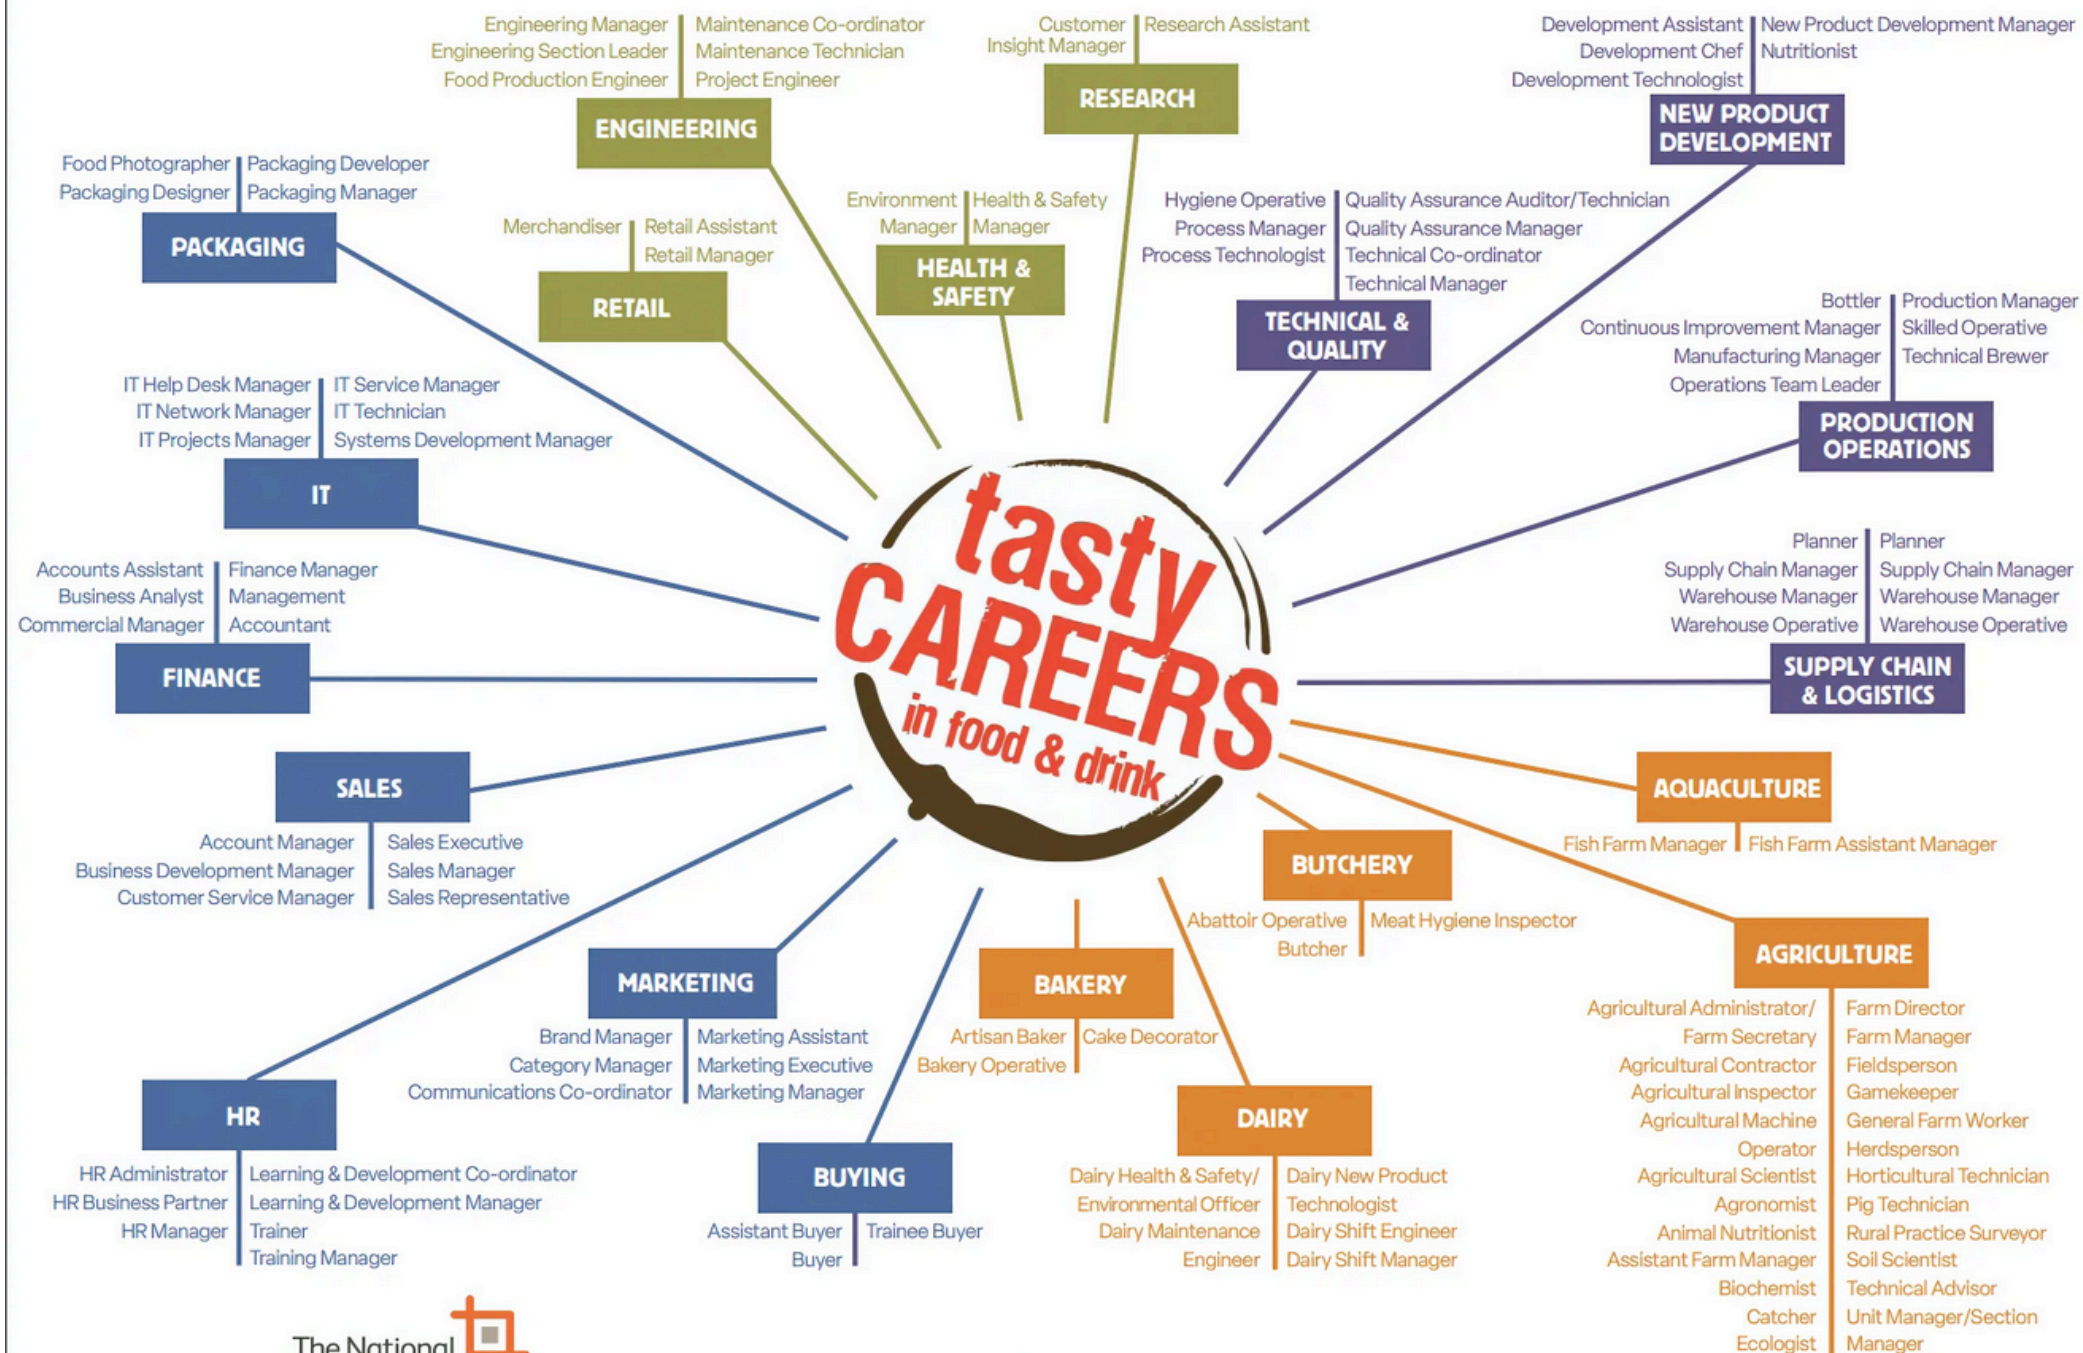 Engineering Manager
Engineering Section Leader
Food Production Engineer
Maintenance Co-ordinator
Maintenance Technician
Project Engineer
ENGINEERING
Customer
Insight Manager
Research Assistant
RESEARCH
Development Assistant
Development Chef
Development Technologist
New Product Development Manager
Nutritionist
NEW PRODUCT
DEVELOPMENT
Food Photographer
Packaging Designer
Packaging Developer
Packaging Manager
PACKAGING
Merchandiser
Retail Assistant
Retail Manager
RETAIL
Environment
Manager
Health & Safety
Manager
HEALTH &
SAFETY
Hygiene Operative
Process Manager
Process Technologist
Quality Assurance Auditor/Technician
Quality Assurance Manager
Technical Co-ordinator
Technical Manager
TECHNICAL &
QUALITY
Bottler
Continuous Improvement Manager
Manufacturing Manager
Operations Team Leader
Production Manager
Skilled Operative
Technical Brewer
PRODUCTION
OPERATIONS
IT Help Desk Manager
IT Network Manager
IT Projects Manager
IT Service Manager
IT Technician
Systems Development Manager
IT
tasty
CAREERS
in food & drink
Accounts Assistant
Business Analyst
Commercial Manager
Finance Manager
Management
Accountant
FINANCE
Planner
Supply Chain Manager
Warehouse Manager
Warehouse Operative
Planner
Supply Chain Manager
Warehouse Manager
Warehouse Operative
SUPPLY CHAIN
& LOGISTICS
SALES
Account Manager
Business Development Manager
Customer Service Manager
Sales Executive
Sales Manager
Sales Representative
AQUACULTURE
Fish Farm Manager
Fish Farm Assistant Manager
BUTCHERY
Abattoir Operative
Butcher
Meat Hygiene Inspector
MARKETING
Brand Manager
Category Manager
Communications Co-ordinator
Marketing Assistant
Marketing Executive
Marketing Manager
BAKERY
Artisan Baker
Bakery Operative
Cake Decorator
AGRICULTURE
Agricultural Administrator/
Farm Secretary
Agricultural Contractor
Agricultural Inspector
Agricultural Machine
Operator
Agricultural Scientist
Agronomist
Animal Nutritionist
Assistant Farm Manager
Biochemist
Catcher
Ecologist
Farm Director
Farm Manager
Fieldsperson
Gamekeeper
General Farm Worker
Herdsperson
Horticultural Technician
Pig Technician
Rural Practice Surveyor
Soil Scientist
Technical Advisor
Unit Manager/Section
Manager
HR
HR Administrator
HR Business Partner
HR Manager
Learning & Development Co-ordinator
Learning & Development Manager
Trainer
Training Manager
BUYING
Assistant Buyer
Buyer
Trainee Buyer
DAIRY
Dairy Health & Safety/
Environmental Officer
Dairy Maintenance
Engineer
Dairy New Product
Technologist
Dairy Shift Engineer
Dairy Shift Manager
The National